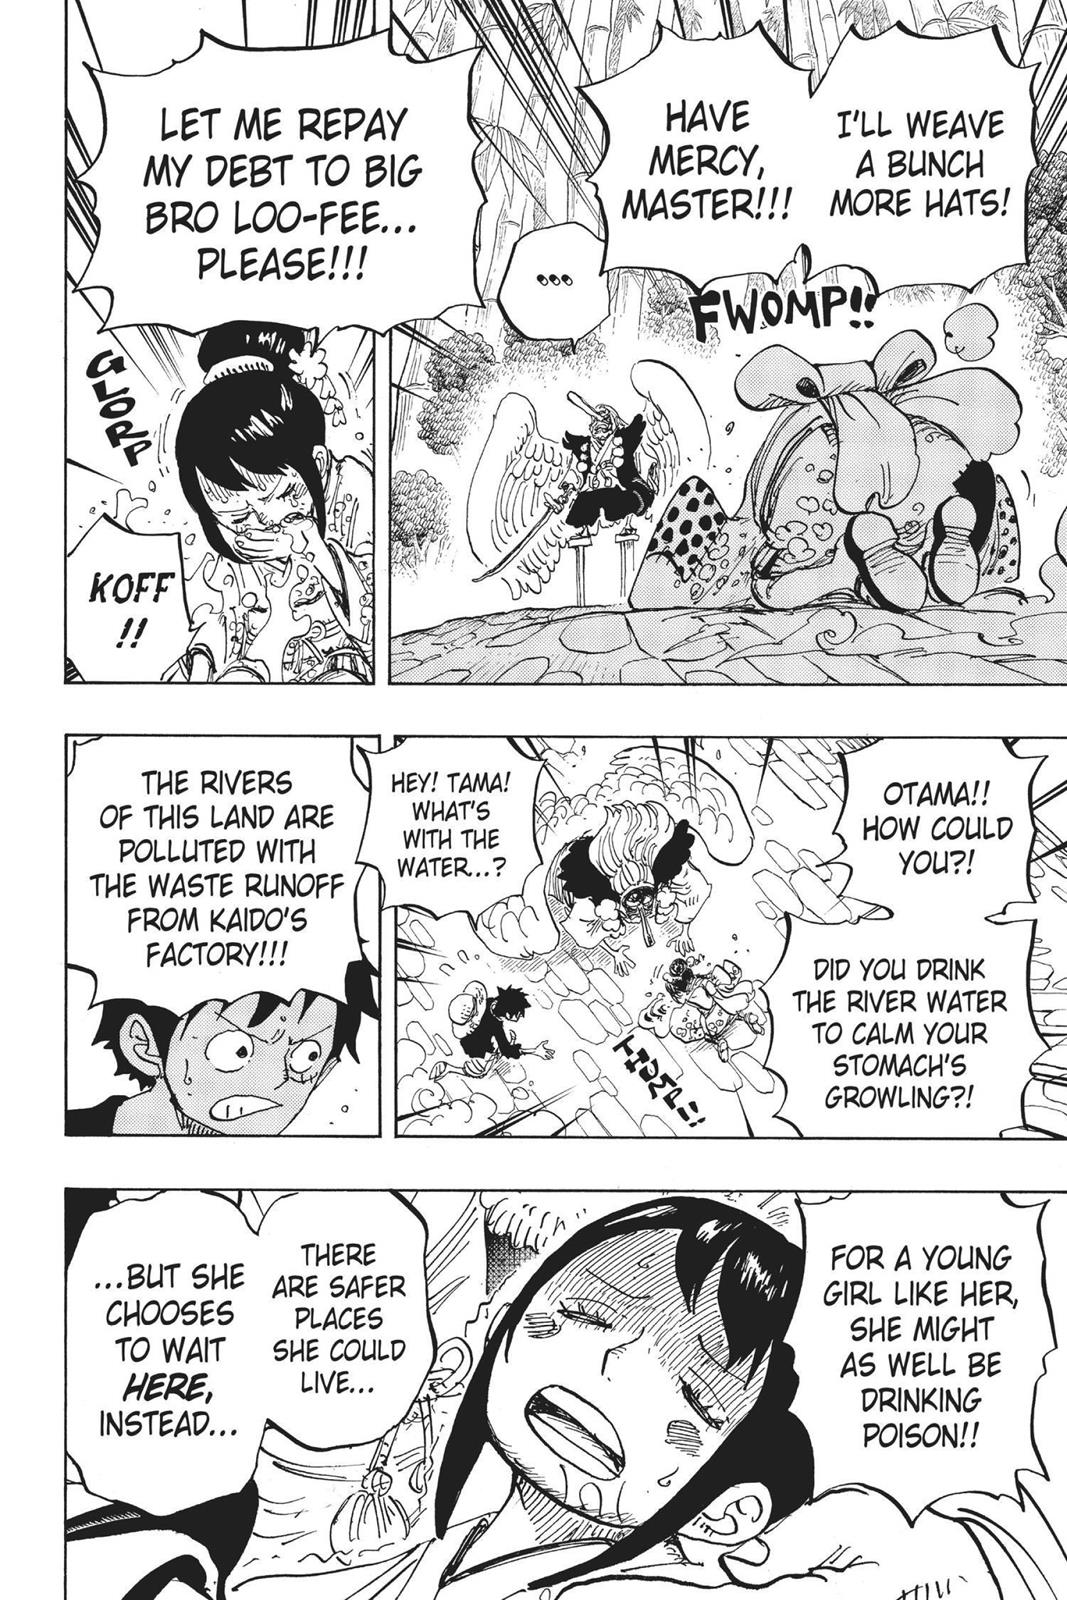 I'LL WEAVE
A BUNCH
MORE HATS!
HAVE
MERCY,
MASTER!!!
FWOMP!!
...
LET ME REPAY
MY DEBT TO BIG
BRO LOO-FEE...
PLEASE!!!
GLORP
KOFF
!!
OTAMA!!
HOW COULD
YOU?!
DID YOU DRINK
THE RIVER WATER
TO CALM YOUR
STOMACH'S
GROWLING?!
HEY! TAMA!
WHAT'S
WITH THE
WATER...?
THUMP!!
THE RIVERS
OF THIS LAND ARE
POLLUTED WITH
THE WASTE RUNOFF
FROM KAIDO'S
FACTORY!!!
FOR A YOUNG
GIRL LIKE HER,
SHE MIGHT
AS WELL BE
DRINKING
POISON!!
THERE
ARE SAFER
PLACES
SHE COULD
LIVE...
...BUT SHE
CHOOSES
TO WAIT
HERE,
INSTEAD...